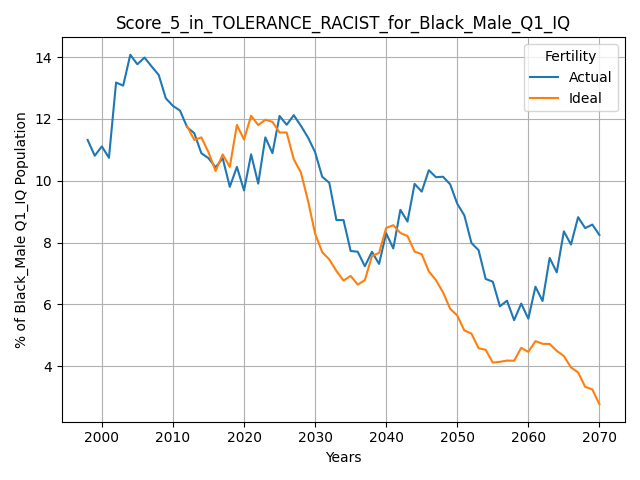 Score_5_in_TOLERANCE_RACIST_for_Black_Male_Q1_IQ
Fertility
Actual
Ideal
% of Black_Male Q1_IQ Population
14
12
10
8
6
4
2000 2010 2020 2030 2040 2050 2060 2070
Years